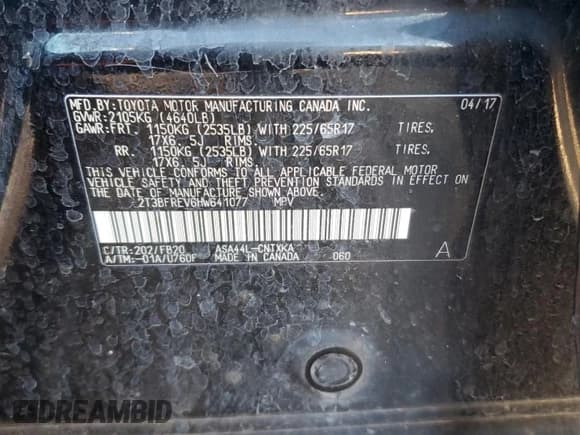 MFD.BY:TOYOTA MOTOR MANUFACTURING CANADA INC. 04/17
GVWR:2105KG (4640LB)
GAWR:FRT. 1150KG (2535LB) WITH 225/65R17 TIRES,
17X6.5J RIMS
RR. 1150KG (2535LB) WITH 225/65R17 TIRES,
17X6.5J RIMS
THIS VEHICLE CONFORMS TO ALL APPLICABLE FEDERAL MOTOR
VEHICLE SAFETY AND THEFT PREVENTION STANDARDS IN EFFECT ON
THE DATE OF MANUFACTURE SHOWN ABOVE.
2T3BFREV6HW641077 MPV
C/TR:202/FB20 ASA44L-CNTXKA A
A/TM:-01A/U760F MADE IN CANADA 060
DREAMBID